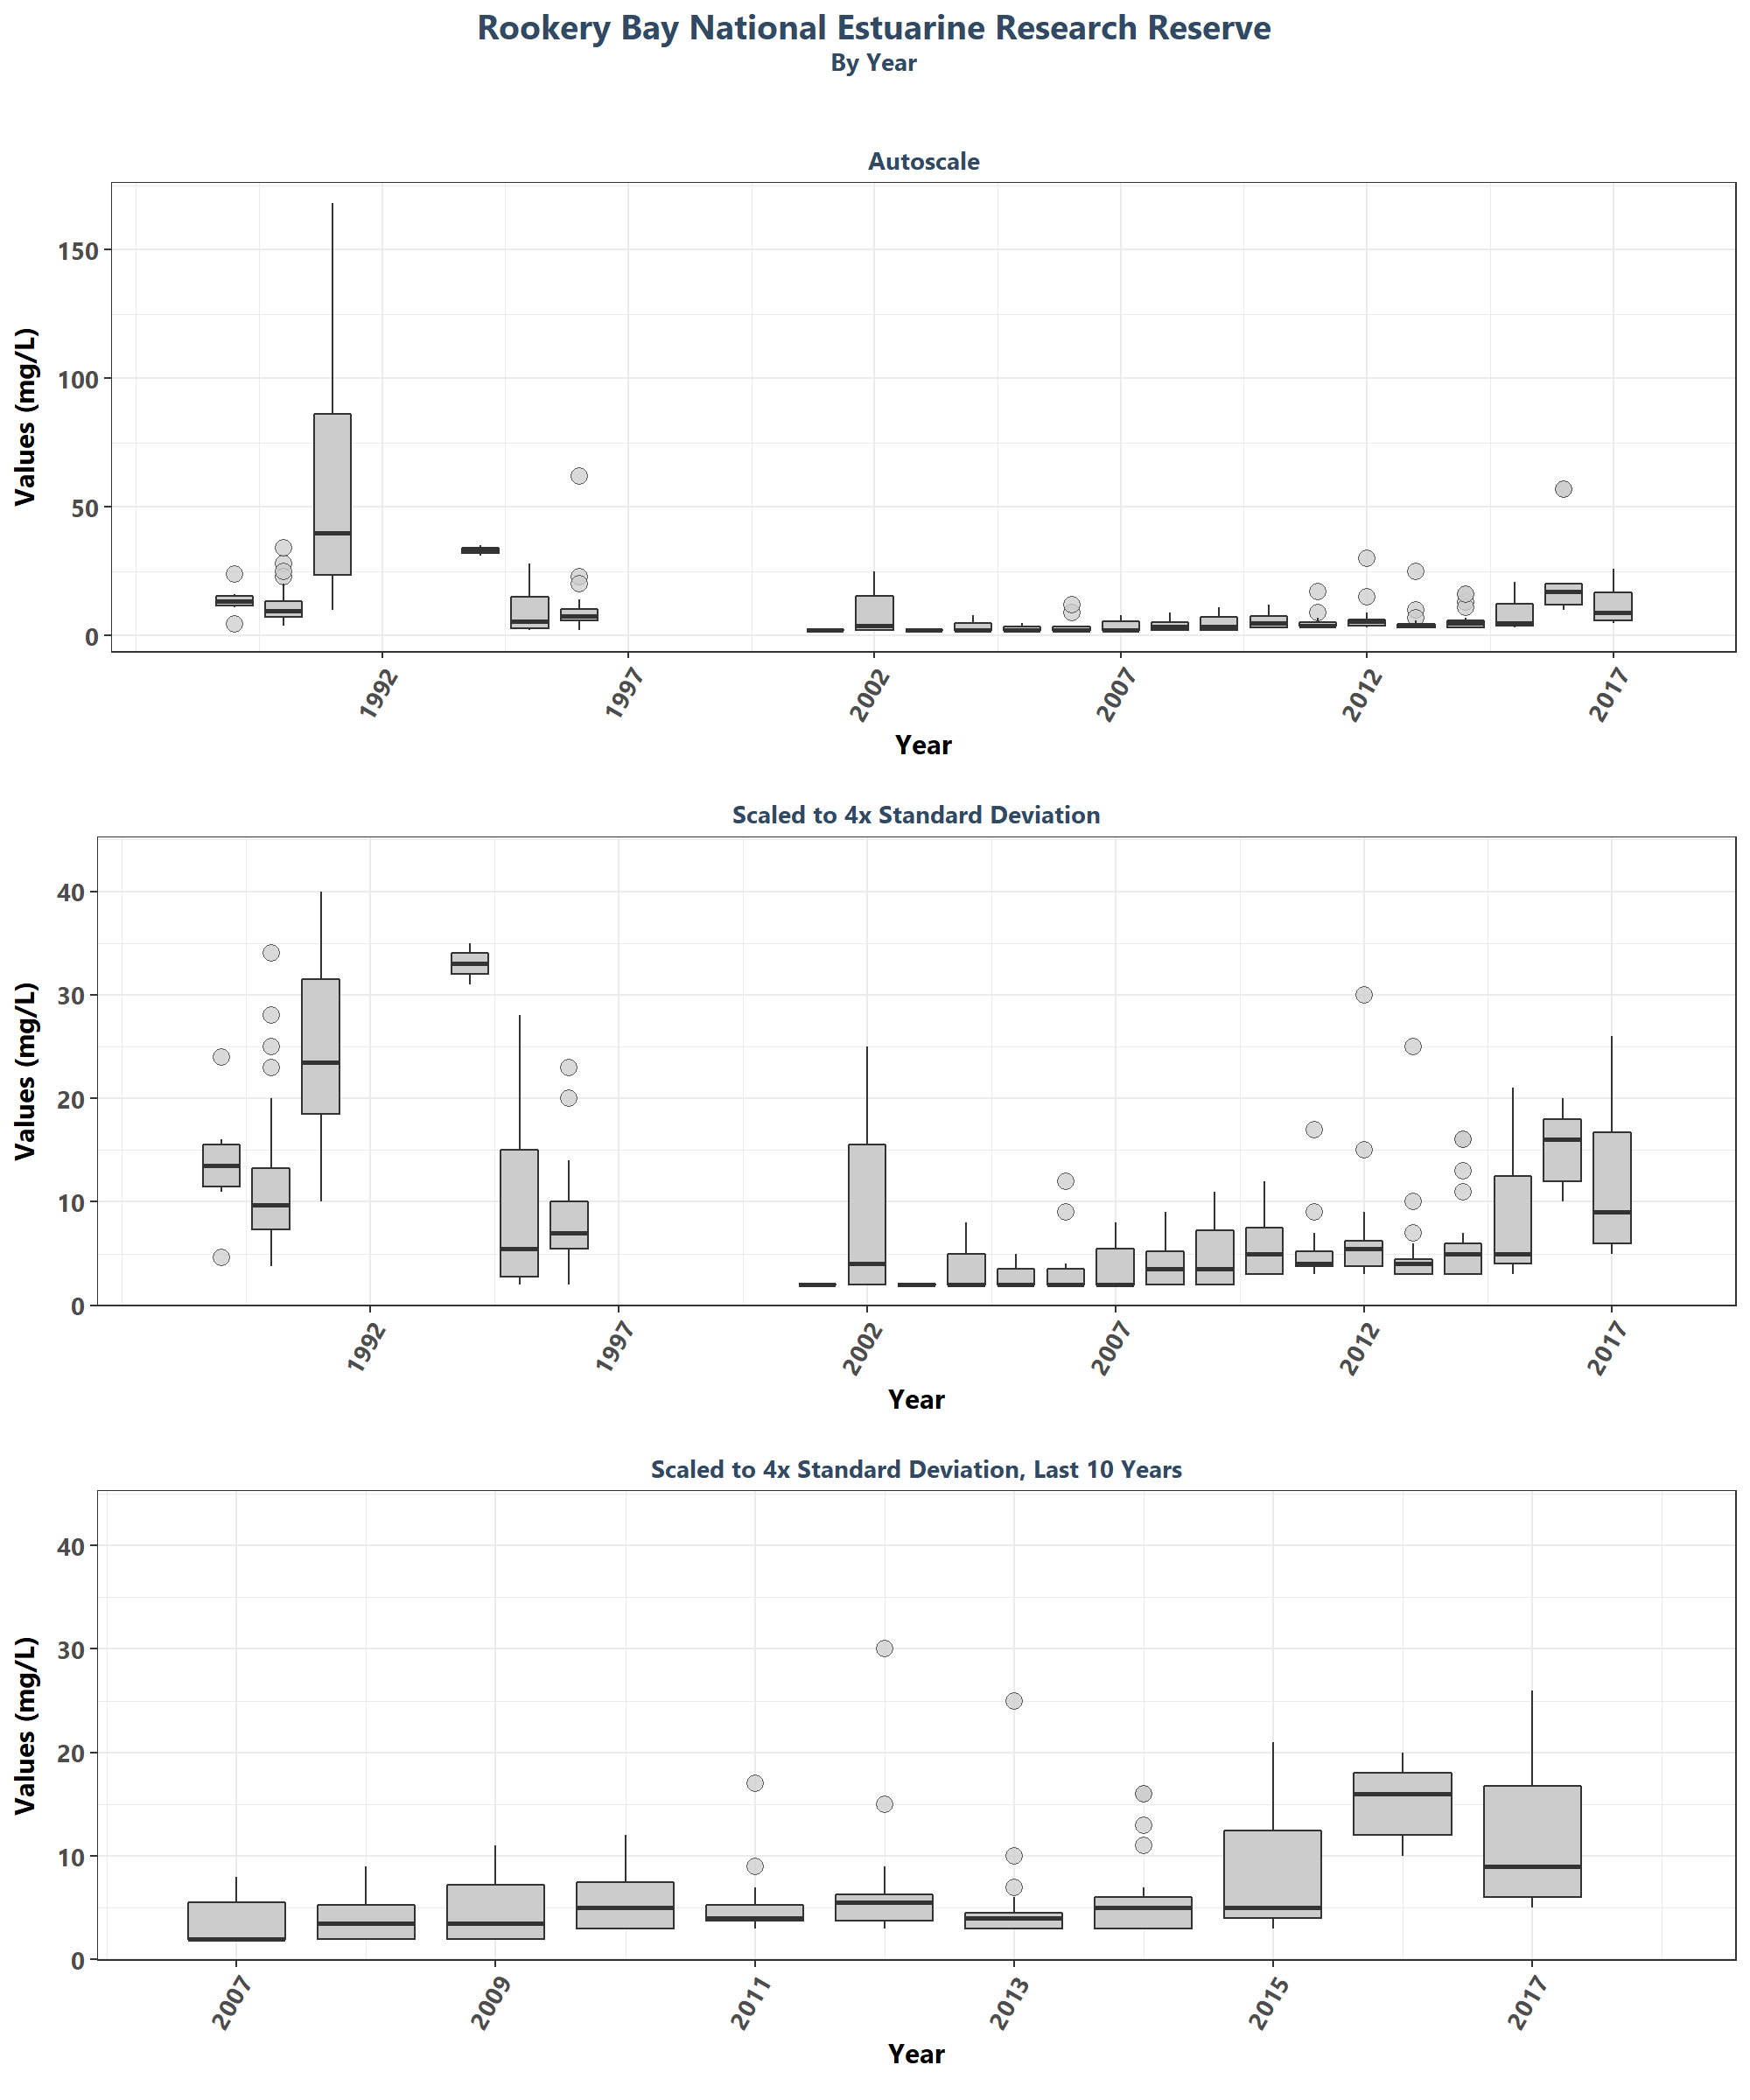 Rookery Bay National Estuarine Research Reserve
By Year
Autoscale
Values (mg/L)
150
100
50
0
1992
1997
2002
2007
2012
2017
Year
Scaled to 4x Standard Deviation
Values (mg/L)
40
30
20
10
0
1992
1997
2002
2007
2012
2017
Year
Scaled to 4x Standard Deviation, Last 10 Years
Values (mg/L)
40
30
20
10
0
2007
2009
2011
2013
2015
2017
Year